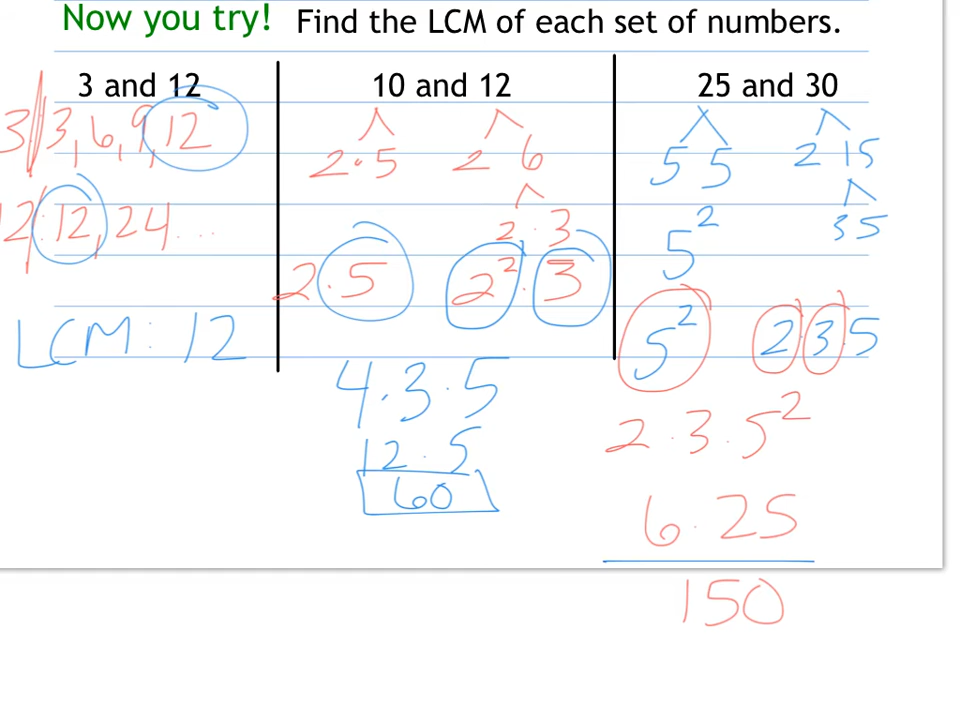 Now you try! Find the LCM of each set of numbers.
3 and 12
3 3, 6, 9, 12
12 12, 24 ....
LCM: 12
10 and 12
2·5 2 6
2·3
2·5 2²·3
4·3·5
12·5
60
25 and 30
5 5 2 15
5² 3 5
5² 2 3 5
2·3·5²
6·25
150